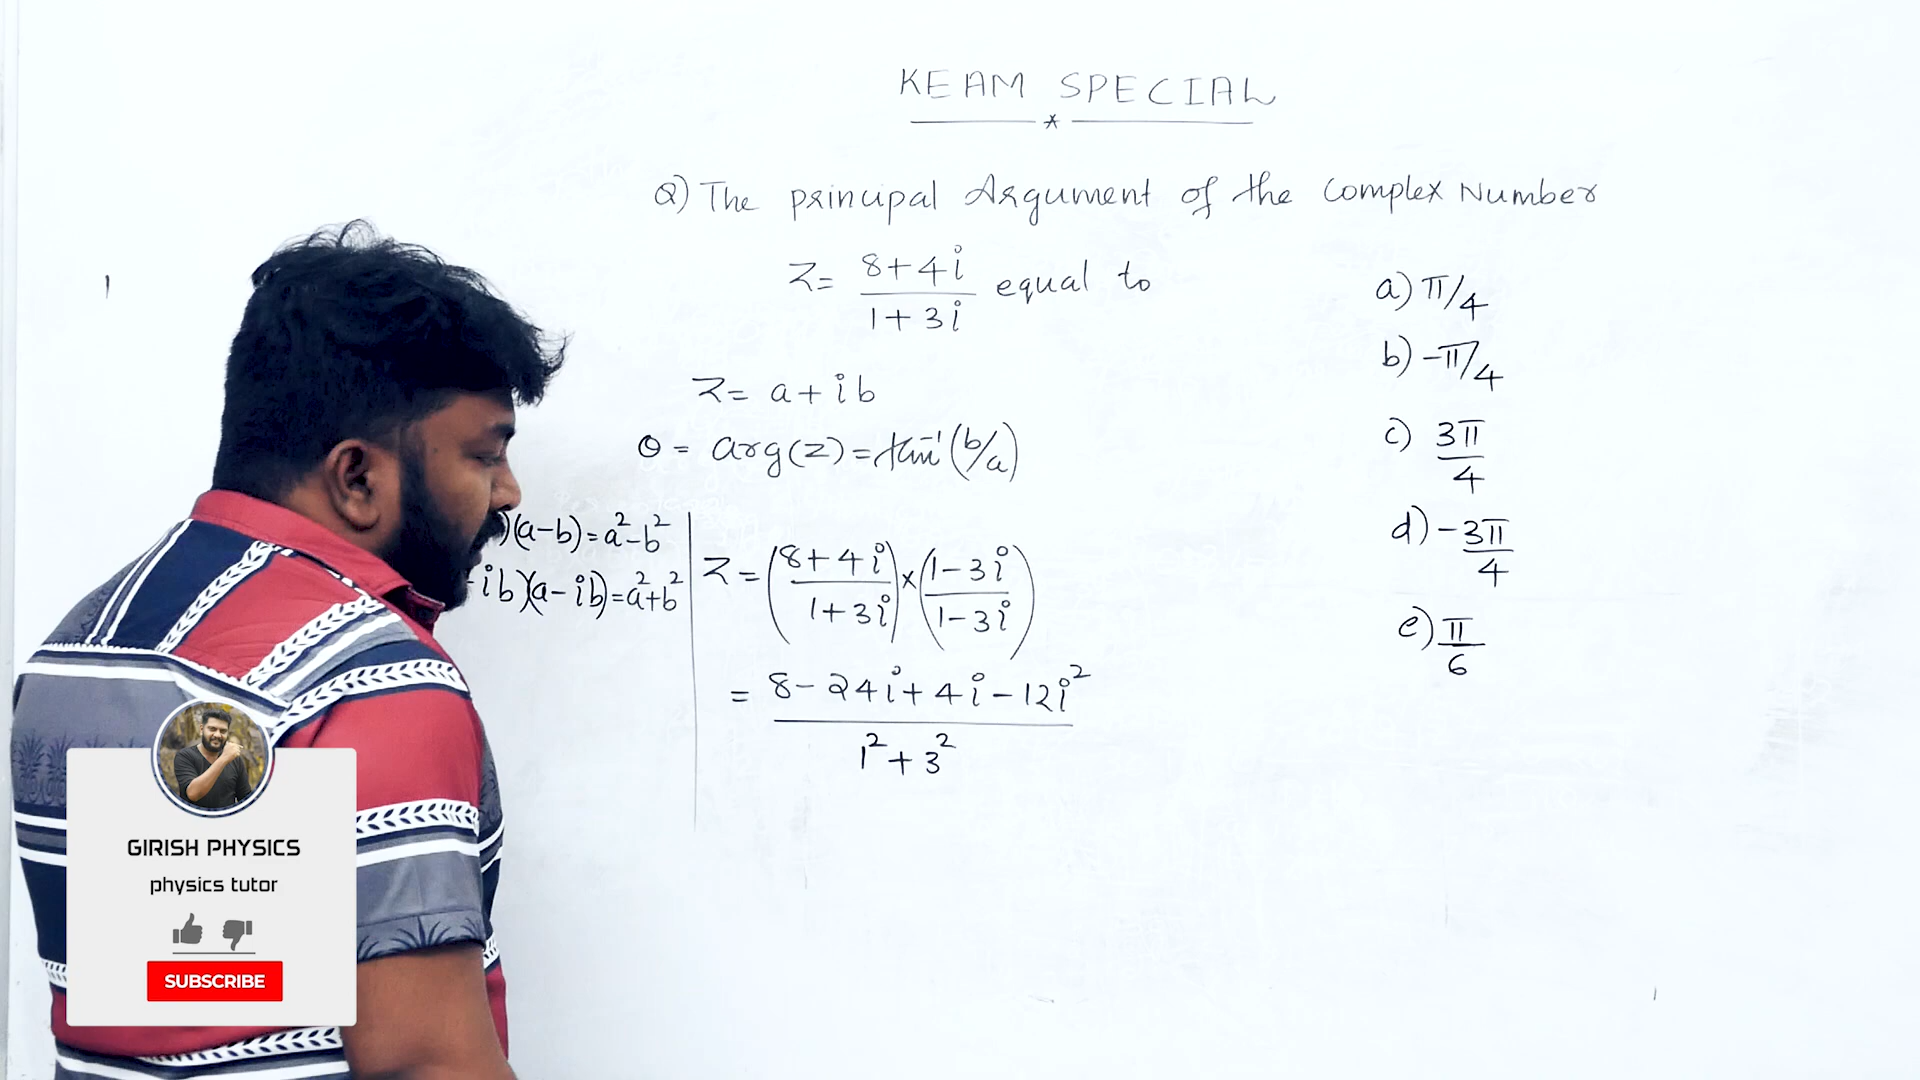 KEAM SPECIAL
Q) The principal Argument of the Complex Number
Z = 8+4i / 1+3i equal to
a) π/4
b) -π/4
c) 3π/4
d) -3π/4
e) π/6
Z = a+ib
θ = arg(z) = tan⁻¹(b/a)
)(a-b) = a²-b²
ib)(a-ib) = a²+b²
Z = (8+4i / 1+3i) × (1-3i / 1-3i)
= 8-24i+4i-12i² / 1²+3²
GIRISH PHYSICS
physics tutor
SUBSCRIBE